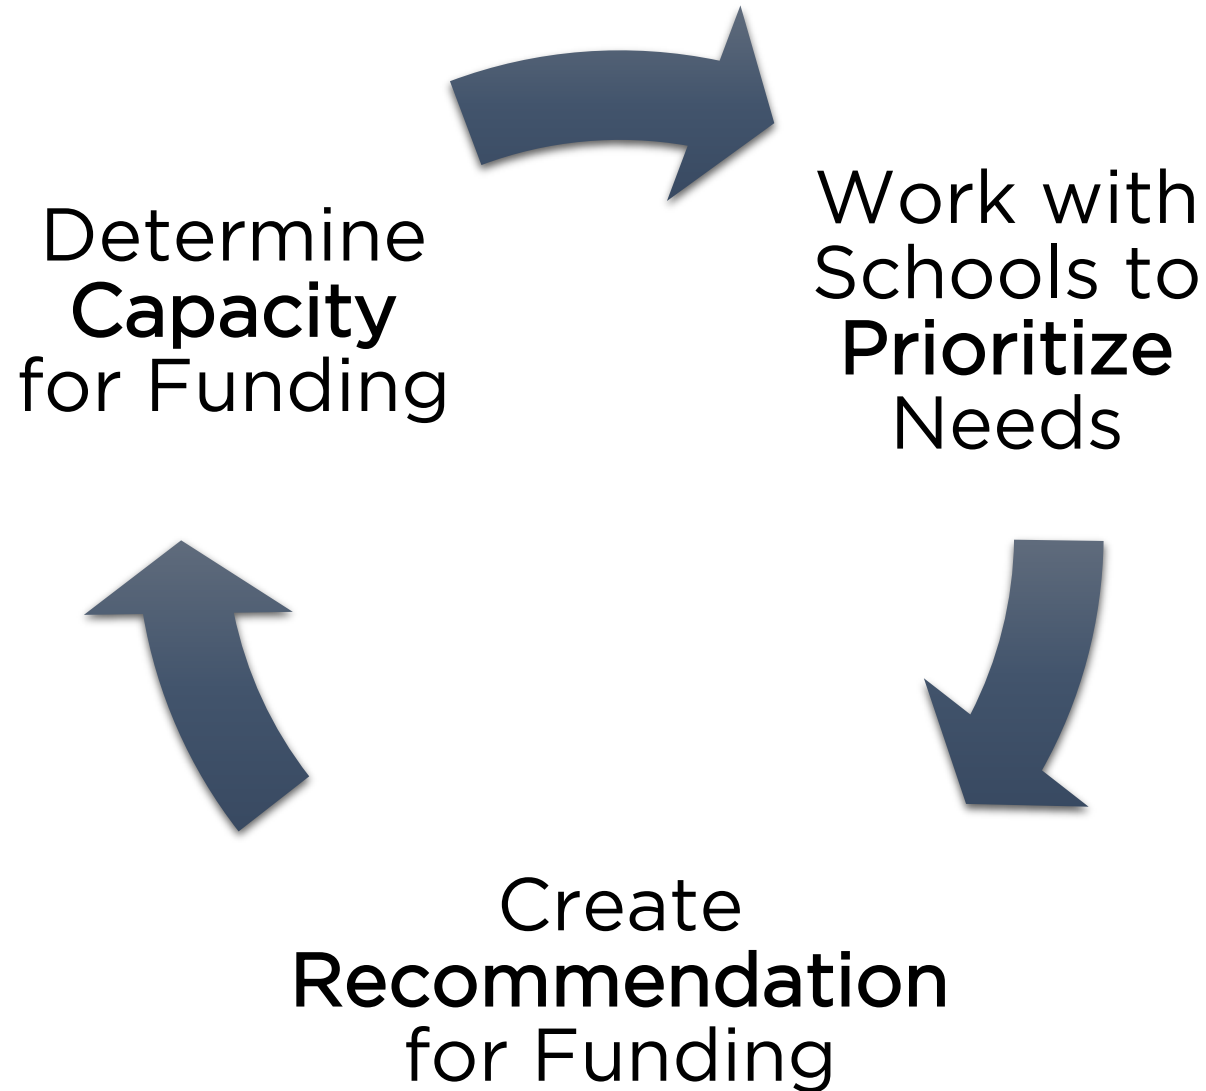 Determine
Capacity
for Funding
Work with
Schools to
Prioritize
Needs
Create
Recommendation
for Funding